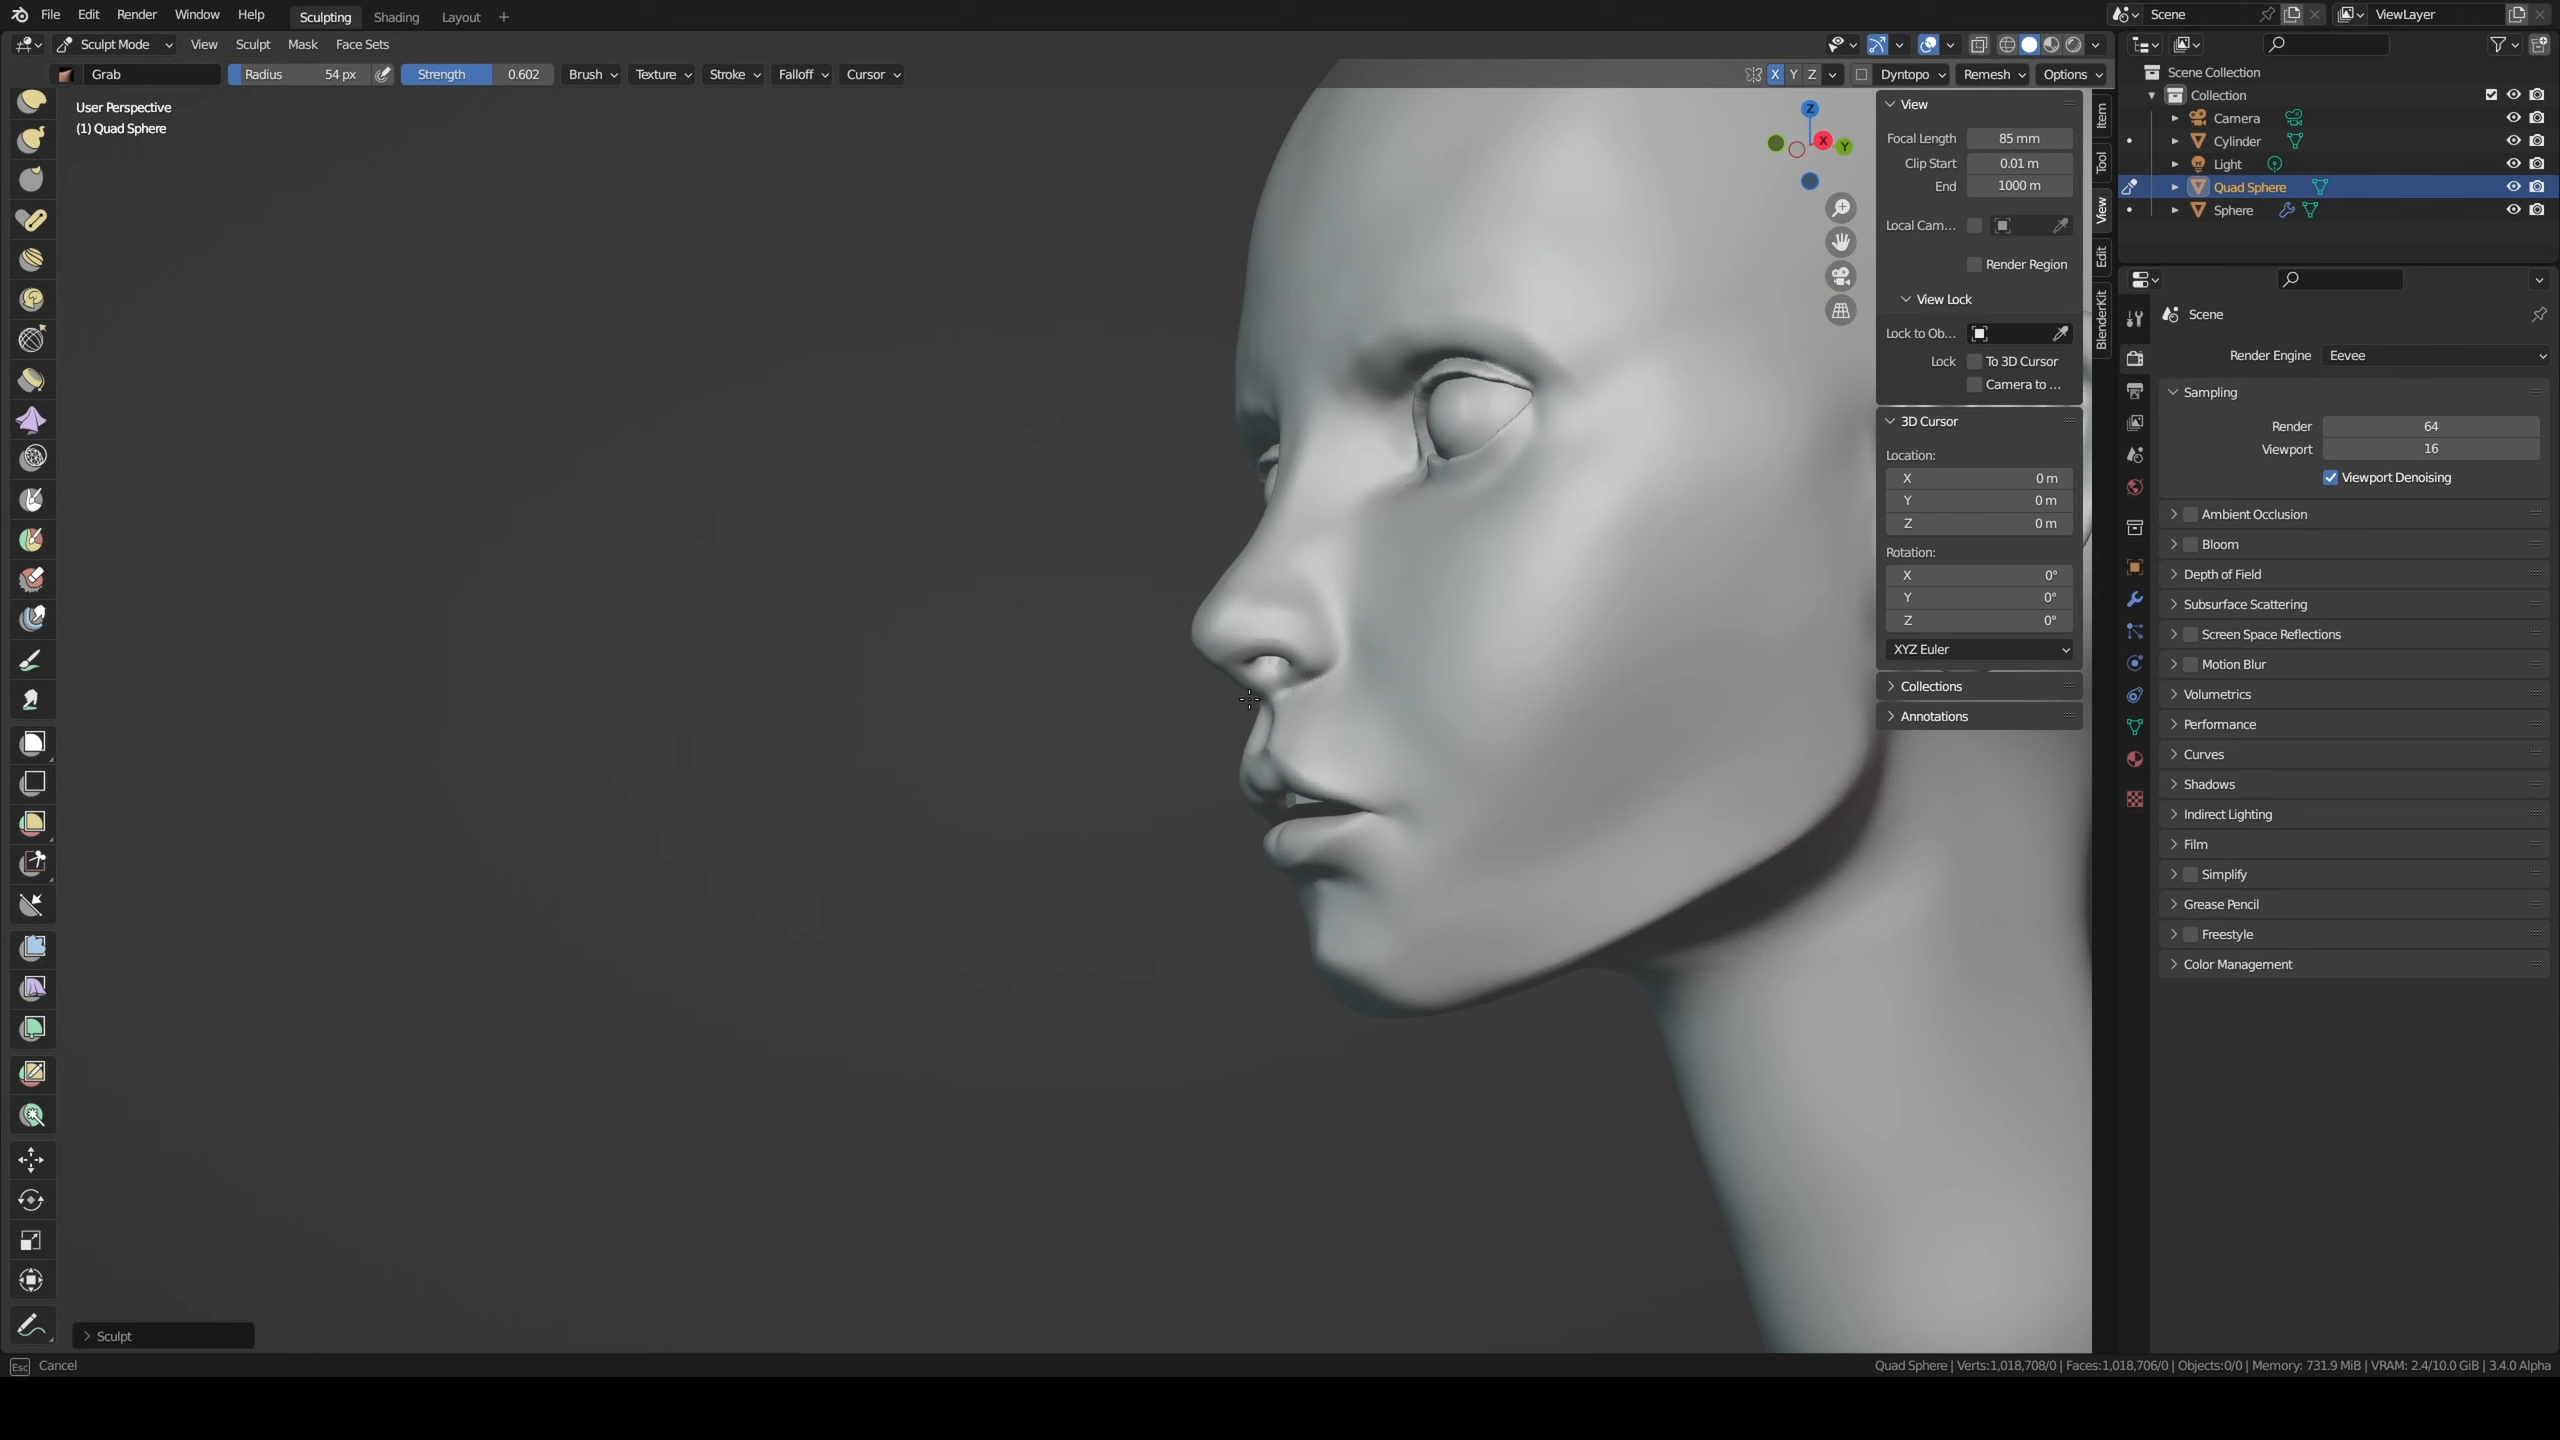 File Edit Render Window Help Sculpting Shading Layout + Scene ViewLayer
Sculpt Mode View Sculpt Mask Face Sets
Grab Radius 54 px Strength 0.602 Brush Texture Stroke Falloff Cursor X Y Z Dyntopo Remesh Options
User Perspective
(1) Quad Sphere
Z
X
Y
View
Focal Length 85 mm
Clip Start 0.01 m
End 1000 m
Local Cam...
Render Region
View Lock
Lock to Ob...
Lock To 3D Cursor
Camera to ...
3D Cursor
Location:
X 0 m
Y 0 m
Z 0 m
Rotation:
X 0°
Y 0°
Z 0°
XYZ Euler
Collections
Annotations
Item
Tool
View
Edit
BlenderKit
Scene Collection
Collection
Camera
Cylinder
Light
Quad Sphere
Sphere
Scene
Render Engine Eevee
Sampling
Render 64
Viewport 16
Viewport Denoising
Ambient Occlusion
Bloom
Depth of Field
Subsurface Scattering
Screen Space Reflections
Motion Blur
Volumetrics
Performance
Curves
Shadows
Indirect Lighting
Film
Simplify
Grease Pencil
Freestyle
Color Management
Sculpt
Esc Cancel
Quad Sphere | Verts:1,018,708/0 | Faces:1,018,706/0 | Objects:0/0 | Memory: 731.9 MiB | VRAM: 2.4/10.0 GiB | 3.4.0 Alpha